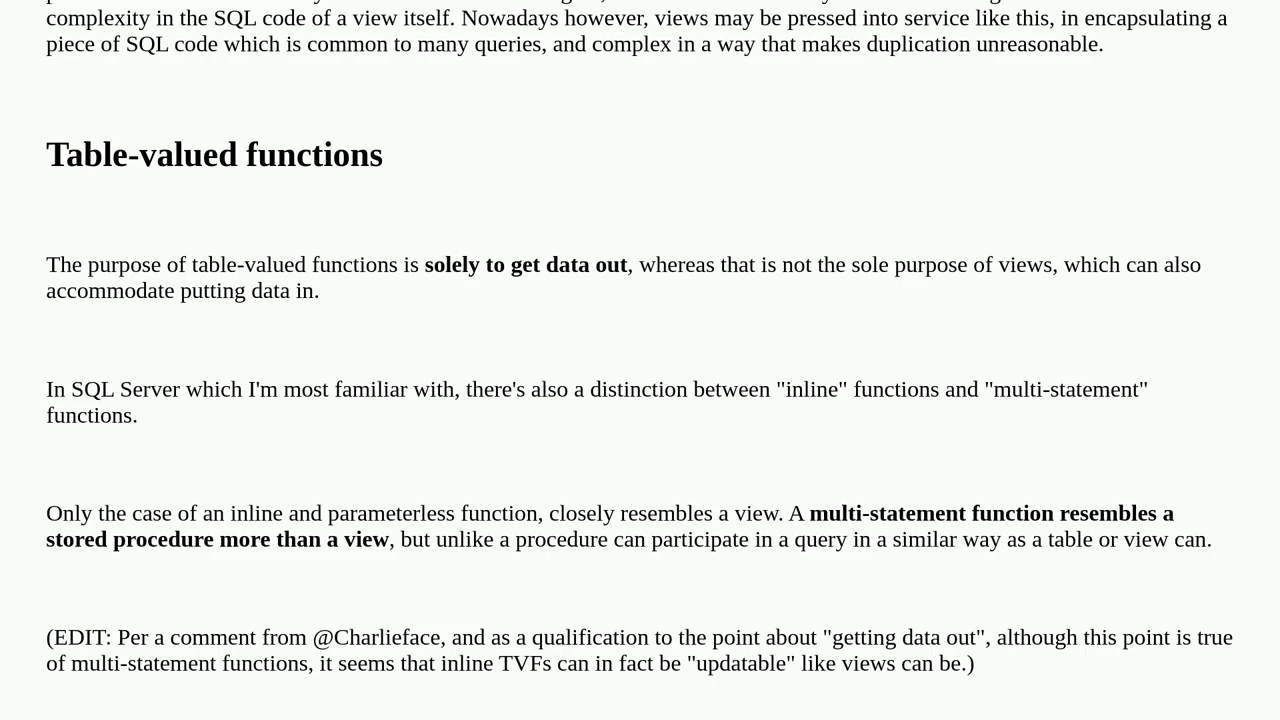 complexity in the SQL code of a view itself. Nowadays however, views may be pressed into service like this, in encapsulating a
piece of SQL code which is common to many queries, and complex in a way that makes duplication unreasonable.
Table-valued functions
The purpose of table-valued functions is solely to get data out, whereas that is not the sole purpose of views, which can also
accommodate putting data in.
In SQL Server which I'm most familiar with, there's also a distinction between "inline" functions and "multi-statement"
functions.
Only the case of an inline and parameterless function, closely resembles a view. A multi-statement function resembles a
stored procedure more than a view, but unlike a procedure can participate in a query in a similar way as a table or view can.
(EDIT: Per a comment from @Charlieface, and as a qualification to the point about "getting data out", although this point is true
of multi-statement functions, it seems that inline TVFs can in fact be "updatable" like views can be.)